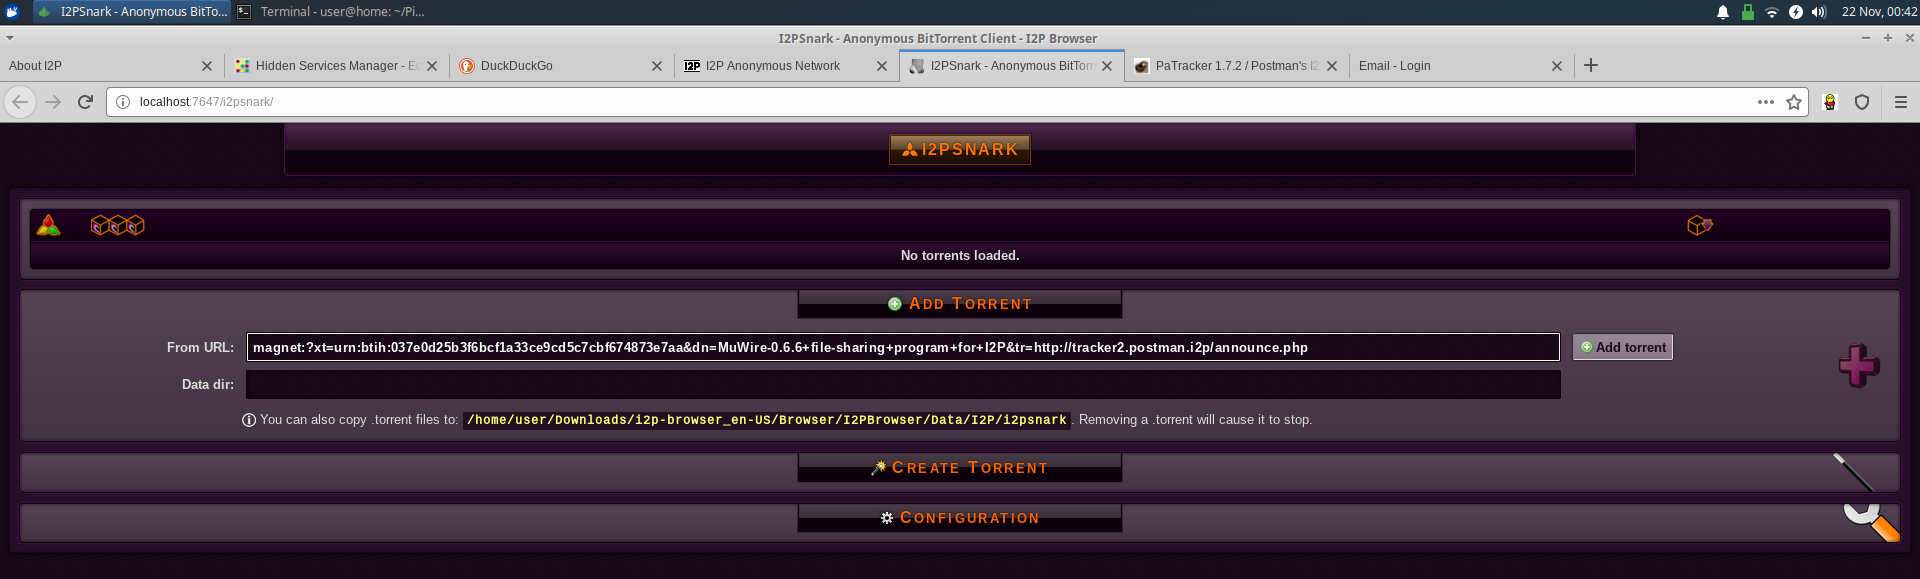 I2PSnark - Anonymous BitTo... Terminal - user@home: ~/Pi... 22 Nov, 00:42
I2PSnark - Anonymous BitTorrent Client - I2P Browser
About I2P Hidden Services Manager - Ed DuckDuckGo I2P Anonymous Network I2PSnark - Anonymous BitTorr PaTracker 1.7.2 / Postman's I2 Email - Login
localhost:7647/i2psnark/
I2PSNARK
No torrents loaded.
ADD TORRENT
From URL: magnet:?xt=urn:btih:037e0d25b3f6bcf1a33ce9cd5c7cbf674873e7aa&dn=MuWire-0.6.6+file-sharing+program+for+I2P&tr=http://tracker2.postman.i2p/announce.php Add torrent
Data dir:
You can also copy .torrent files to: /home/user/Downloads/i2p-browser_en-US/Browser/I2PBrowser/Data/I2P/i2psnark. Removing a .torrent will cause it to stop.
CREATE TORRENT
CONFIGURATION